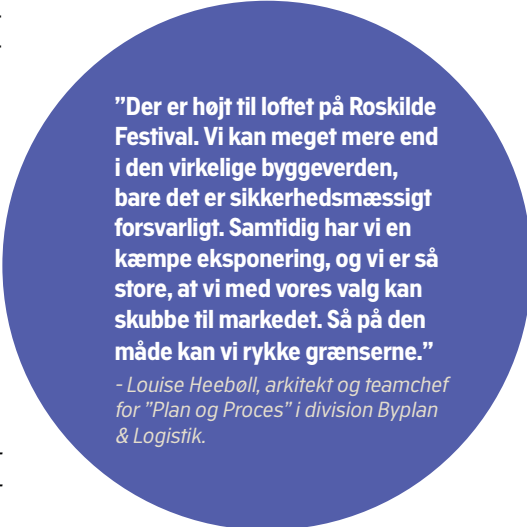 ”Der er højt til loftet på Roskilde
Festival. Vi kan meget mere end
i den virkelige byggeverden,
bare det er sikkerhedsmæssigt
forsvarligt. Samtidig har vi en
kæmpe eksponering, og vi er så
store, at vi med vores valg kan
skubbe til markedet. Så på den
måde kan vi rykke grænserne.”
- Louise Heebøll, arkitekt og teamchef
for ”Plan og Proces” i division Byplan
& Logistik.